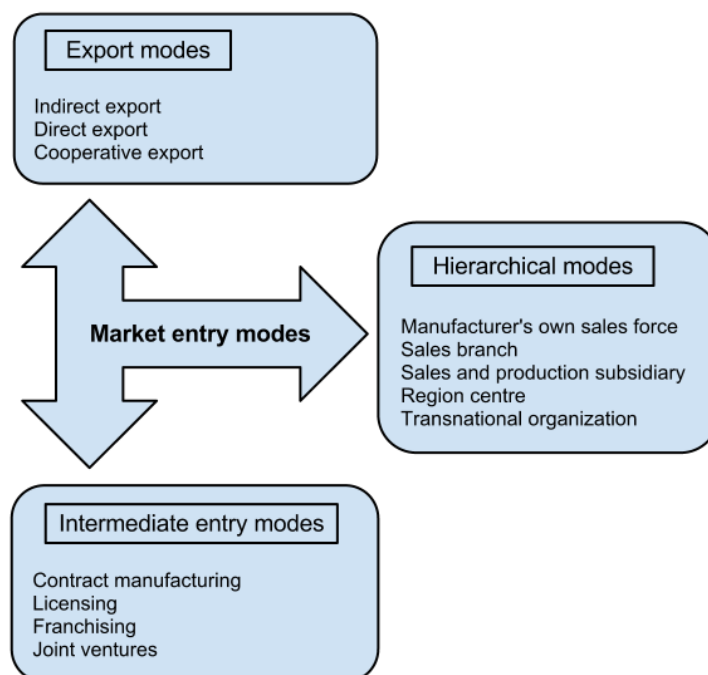 Export modes
Indirect export
Direct export
Cooperative export
Market entry modes
Hierarchical modes
Manufacturer's own sales force
Sales branch
Sales and production subsidiary
Region centre
Transnational organization
Intermediate entry modes
Contract manufacturing
Licensing
Franchising
Joint ventures